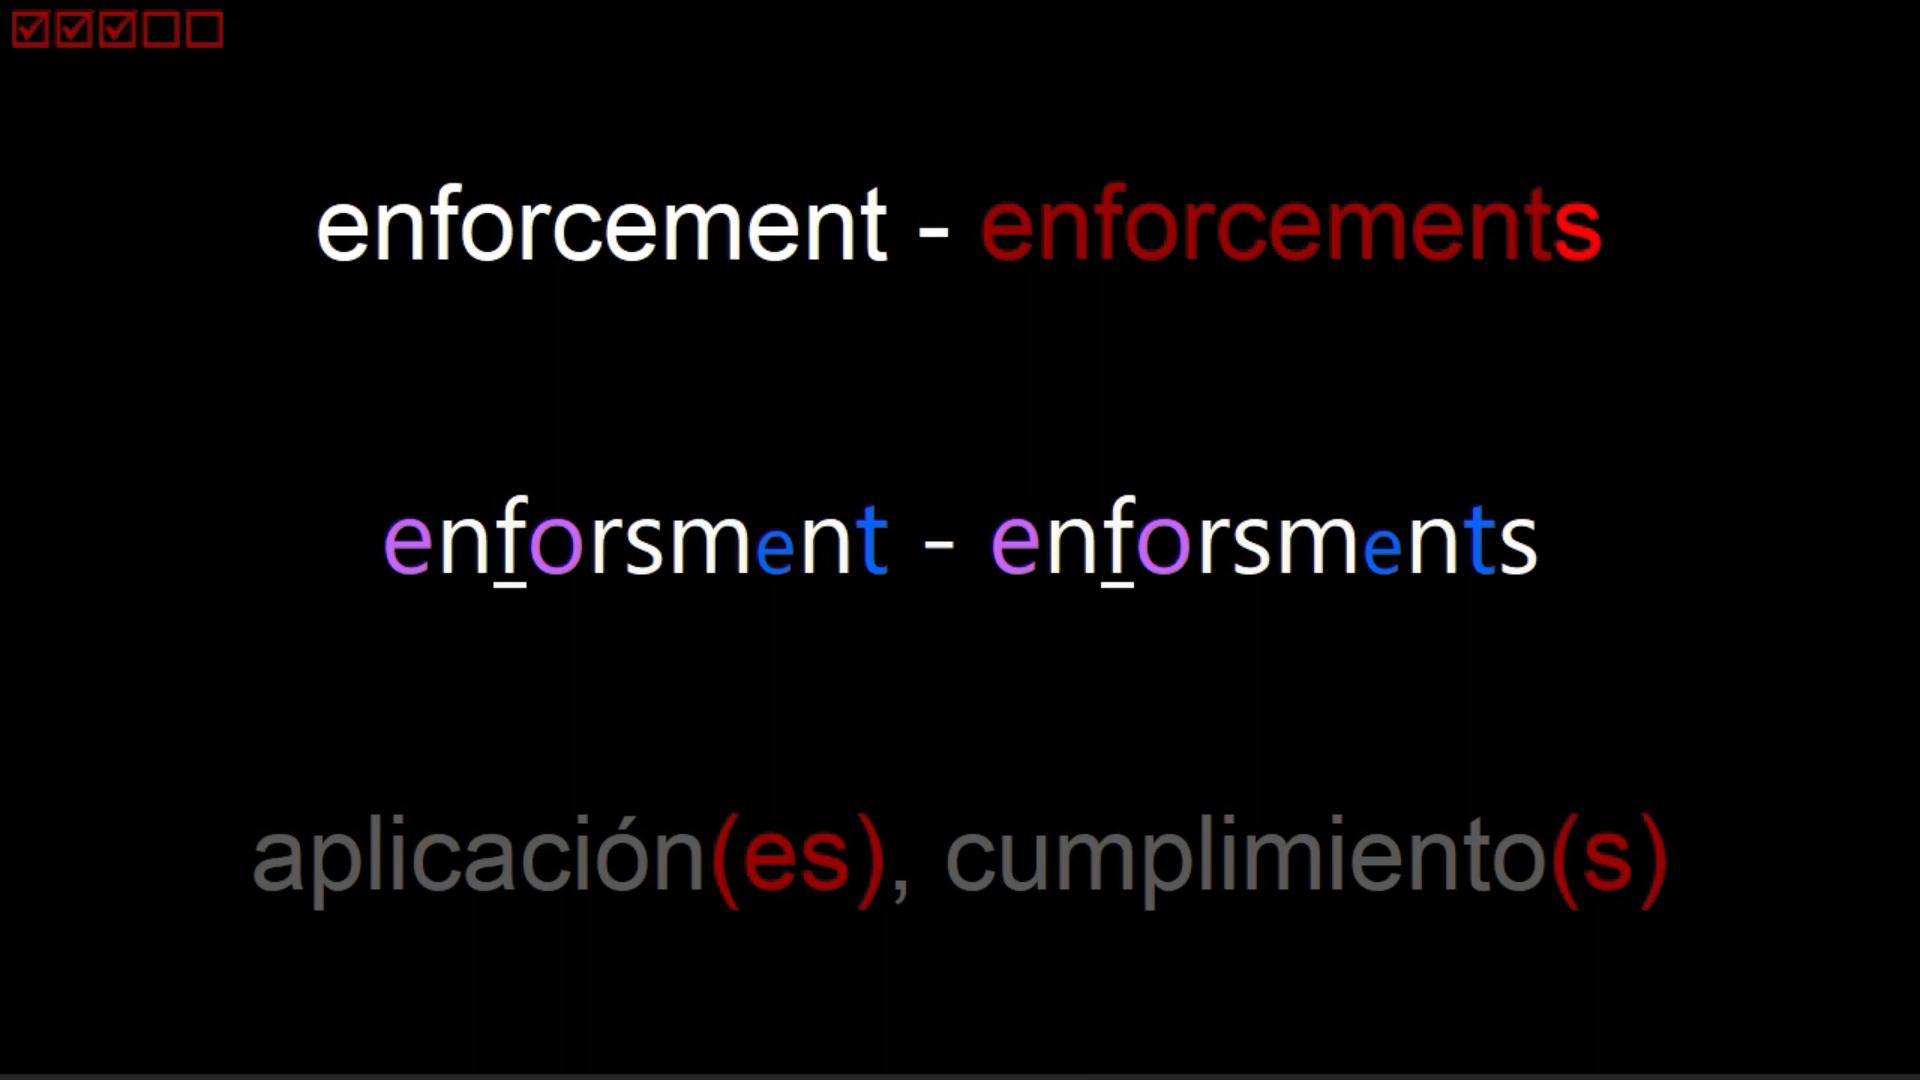 ☑☑☑☐☐
enforcement - enforcements
enforsment - enforsments
aplicación(es), cumplimiento(s)